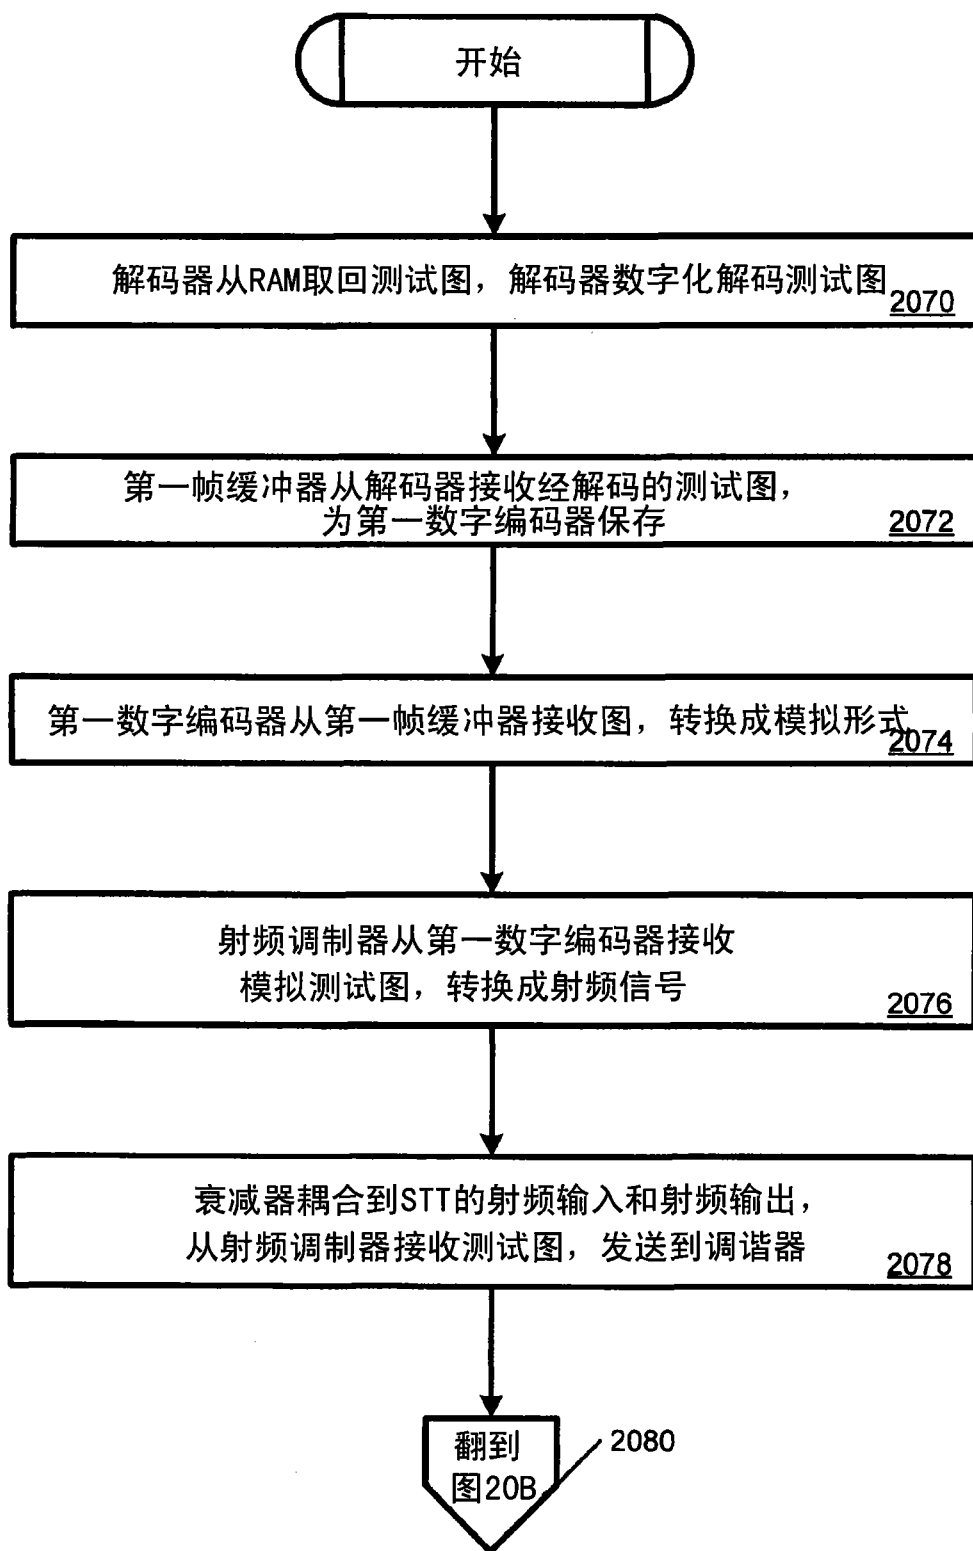 开始
解码器从RAM取回测试图，解码器数字化解码测试图
2070
第一帧缓冲器从解码器接收经解码的测试图，
为第一数字编码器保存
2072
第一数字编码器从第一帧缓冲器接收图，转换成模拟形式
2074
射频调制器从第一数字编码器接收
模拟测试图，转换成射频信号
2076
衰减器耦合到STT的射频输入和射频输出，
从射频调制器接收测试图，发送到调谐器
2078
翻到
图20B
2080